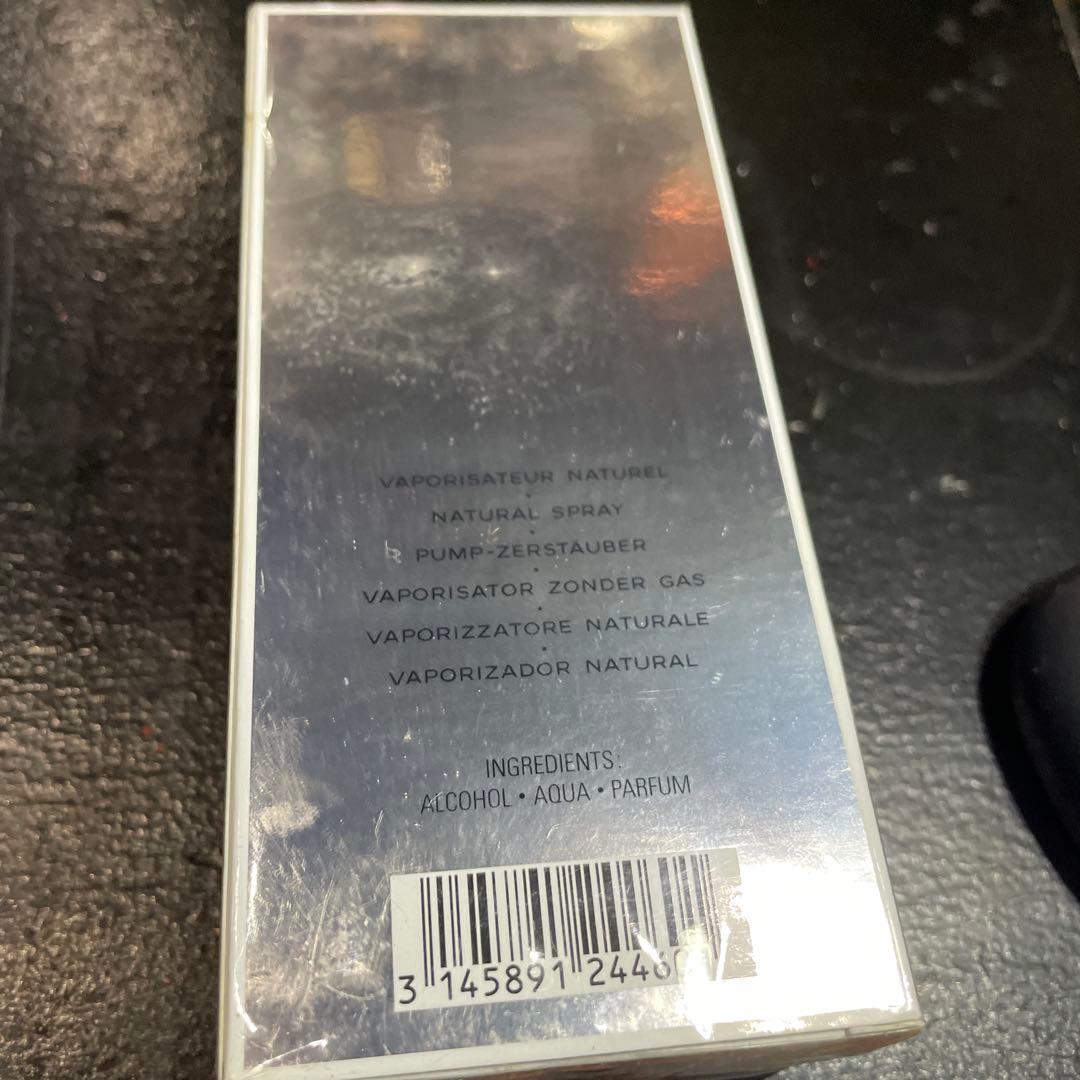 VAPORISATEUR NATUREL
NATURAL SPRAY
PUMP-ZERSTÄUBER
VAPORISATOR ZONDER GAS
VAPORIZZATORE NATURALE
VAPORIZADOR NATURAL
INGREDIENTS:
ALCOHOL • AQUA • PARFUM
3 145891 2446